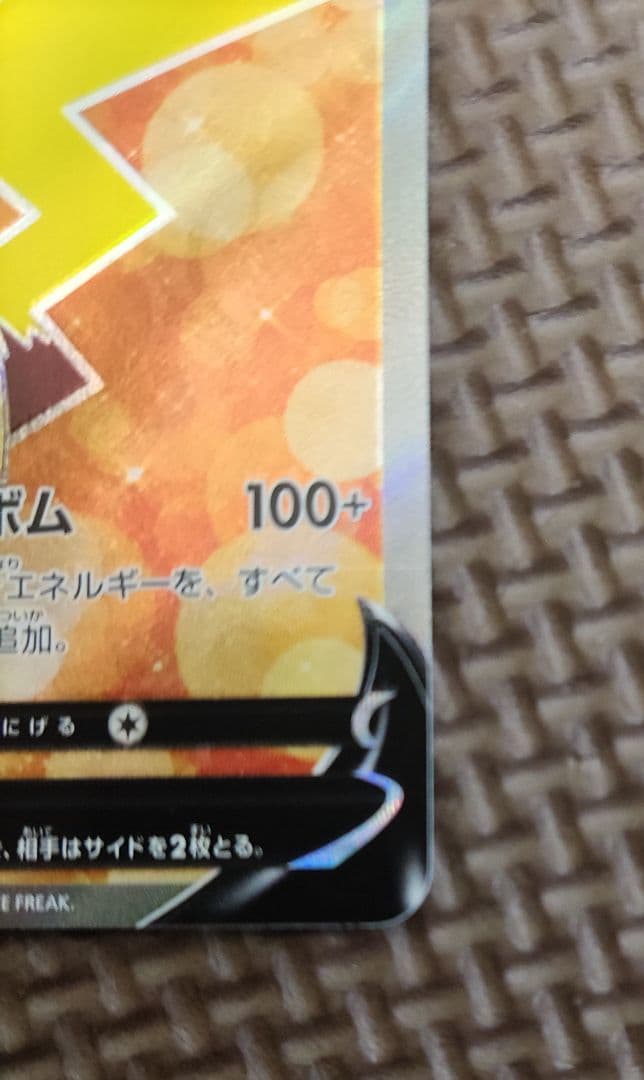 ボム 100+
エネルギーを、すべて
追加。
にげる
、相手はサイドを2枚とる。
E FREAK.